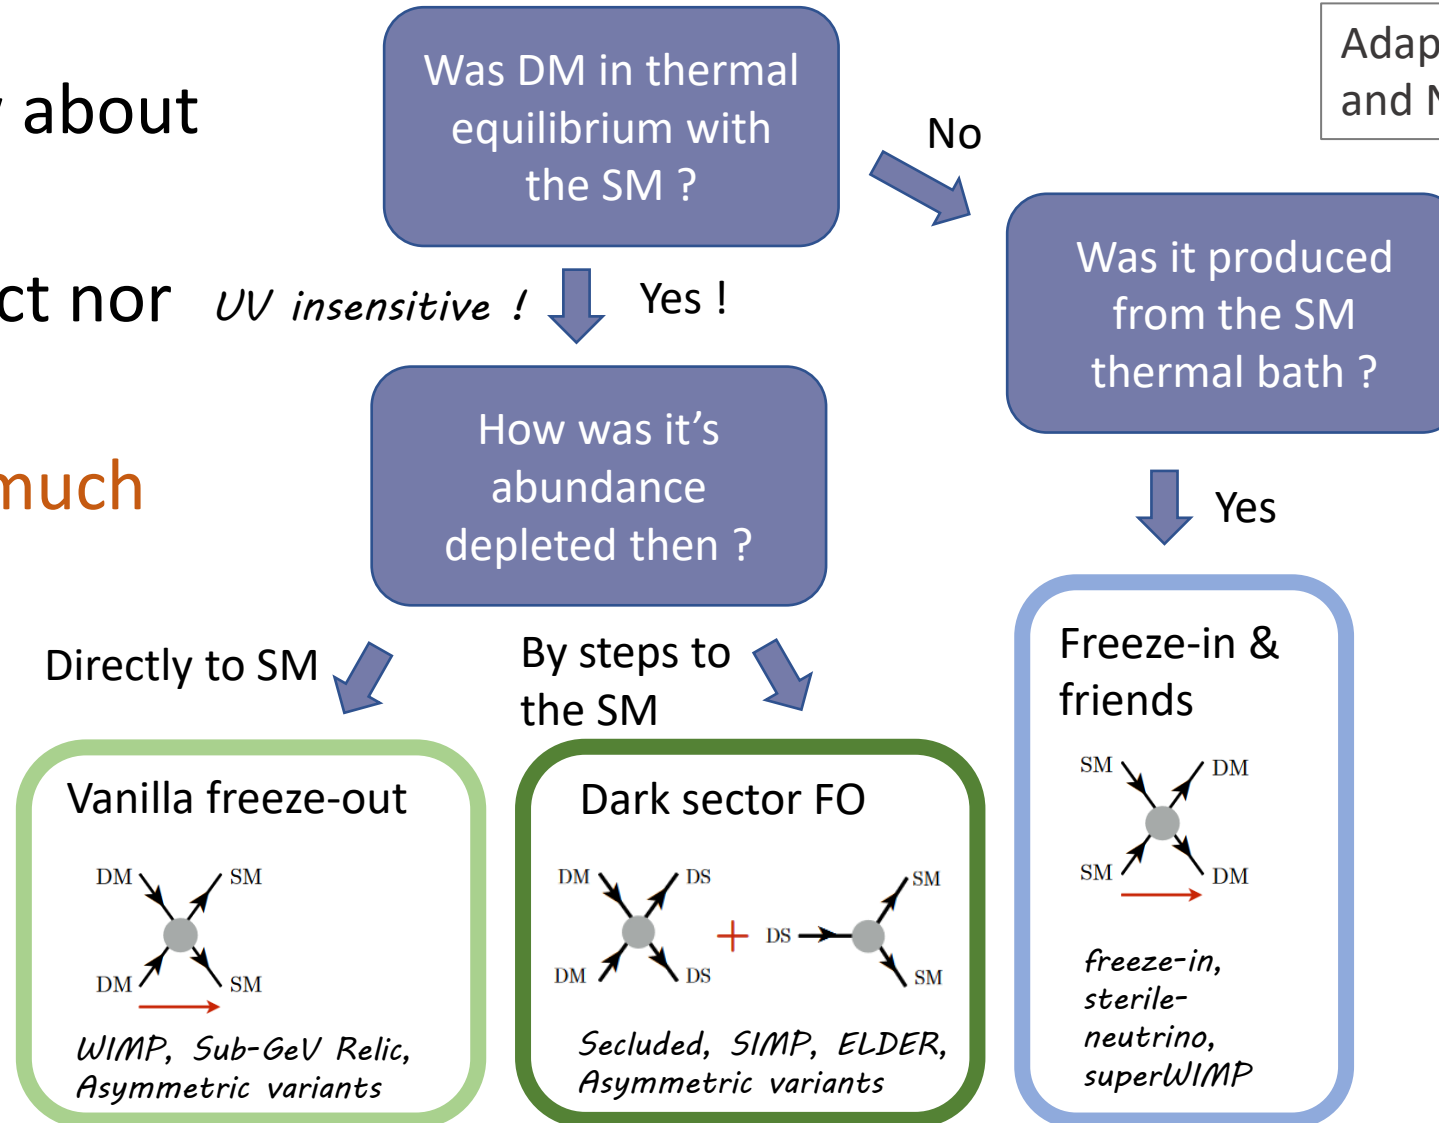 about
Was DM in thermal
equilibrium with
the SM ?
No
and
Was it produced
from the SM
thermal bath ?
nor
UV insensitive !
Yes !
How was it's
abundance
depleted then ?
much
Yes
Directly to SM
By steps to
the SM
Vanilla freeze-out
DM
SM
DM
SM
WIMP, Sub-GeV Relic,
Asymmetric variants
Dark sector FO
DM
DS
DM
DS
+
DS
SM
SM
Secluded, SIMP, ELDER,
Asymmetric variants
Freeze-in &
friends
SM
DM
SM
DM
freeze-in,
sterile-
neutrino,
superWIMP